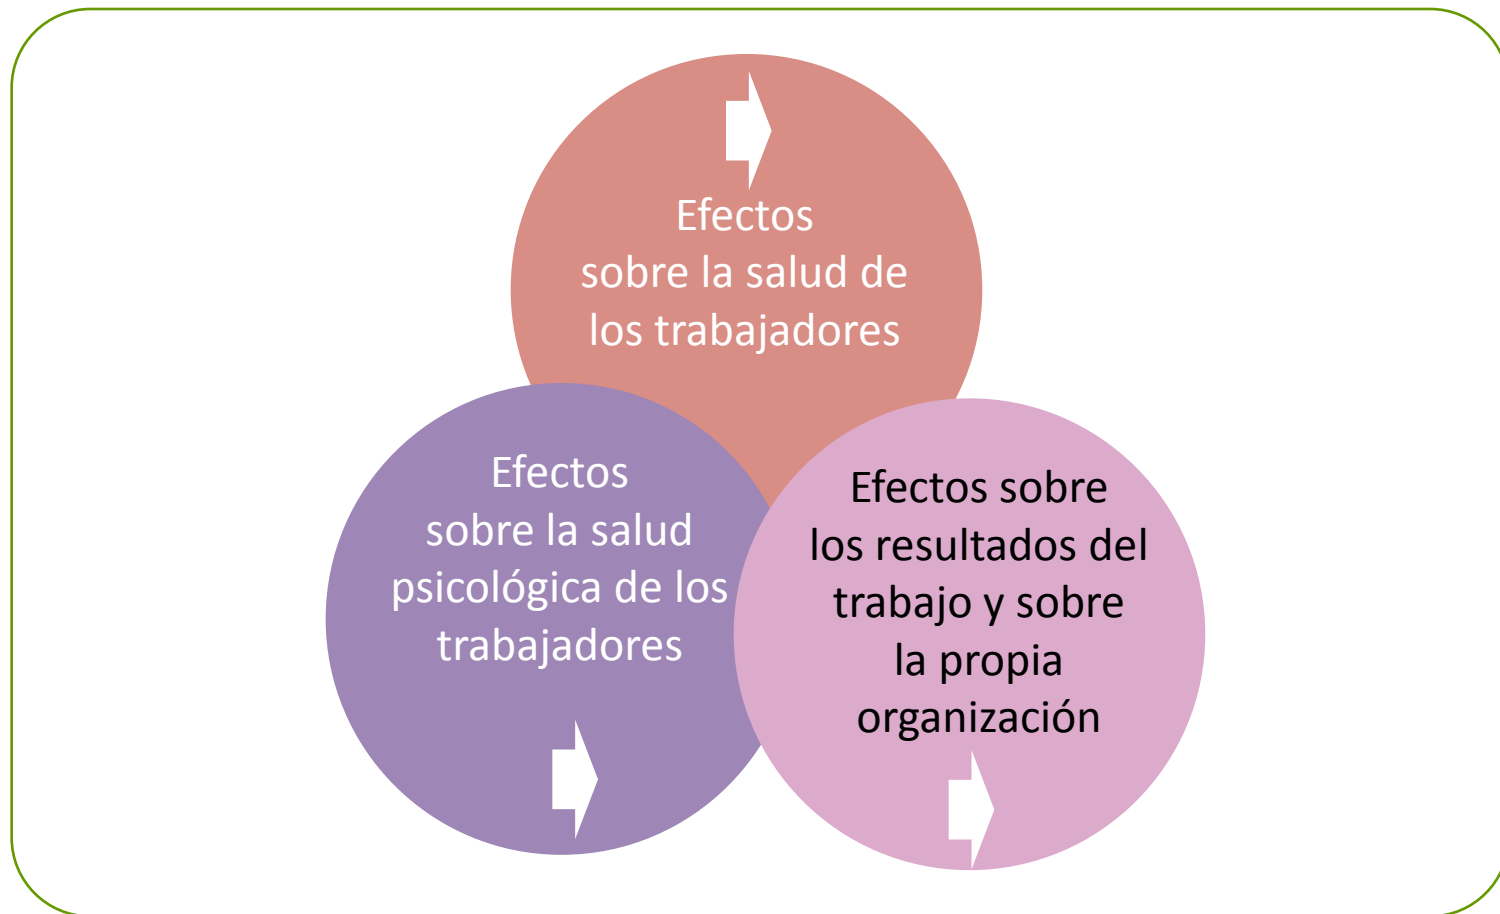 Efectos
sobre la salud de
los trabajadores
Efectos
sobre la salud
psicológica de los
trabajadores
Efectos sobre
los resultados del
trabajo y sobre
la propia
organización